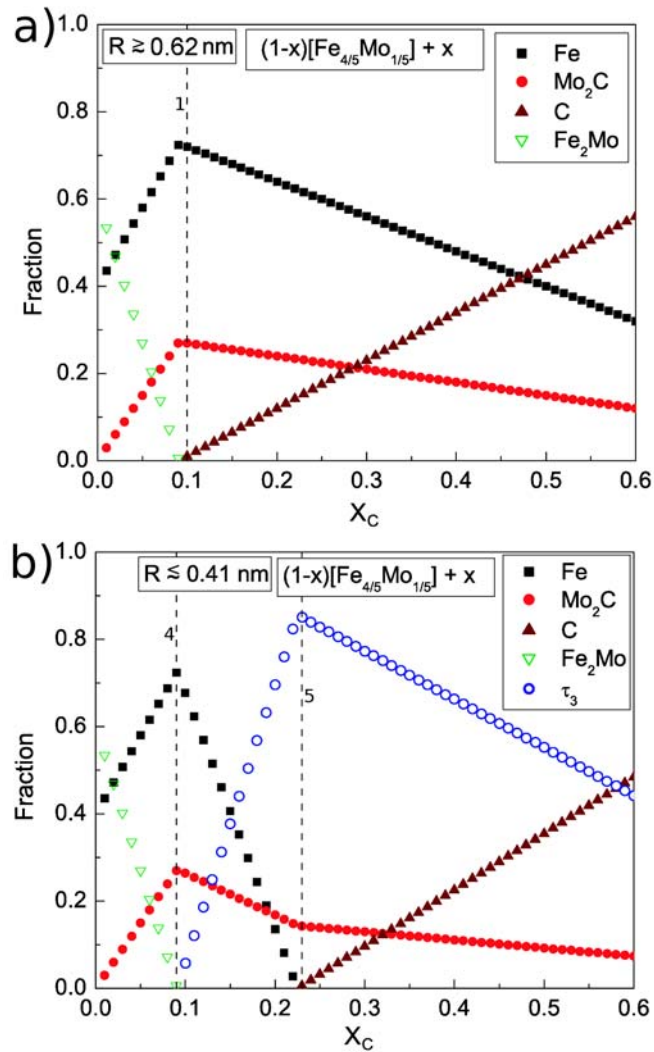 a)
R ≳ 0.62 nm
(1-x)[Fe4/5Mo1/5] + x
1
Fe
Mo2C
C
Fe2Mo
1.0
0.8
0.6
0.4
0.2
0.0
Fraction
0.0 0.1 0.2 0.3 0.4 0.5 0.6
XC
b)
R ≲ 0.41 nm
(1-x)[Fe4/5Mo1/5] + x
4
5
Fe
Mo2C
C
Fe2Mo
τ3
1.0
0.8
0.6
0.4
0.2
0.0
Fraction
0.0 0.1 0.2 0.3 0.4 0.5 0.6
XC